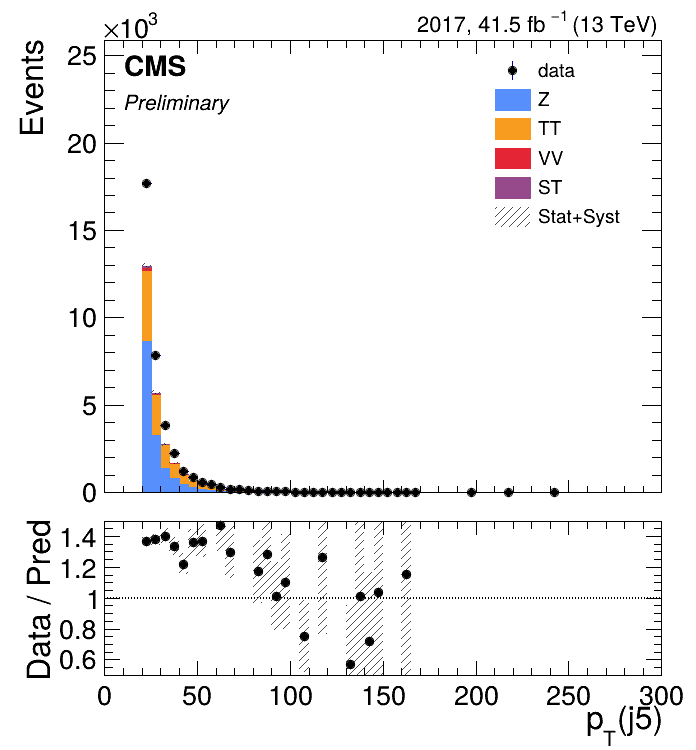 ×10³
2017, 41.5 fb⁻¹ (13 TeV)
Events
25
20
15
10
5
0
CMS
Preliminary
data
Z
TT
VV
ST
Stat+Syst
Data / Pred
1.4
1.2
1
0.8
0.6
0 50 100 150 200 250 300
p_T(j5)